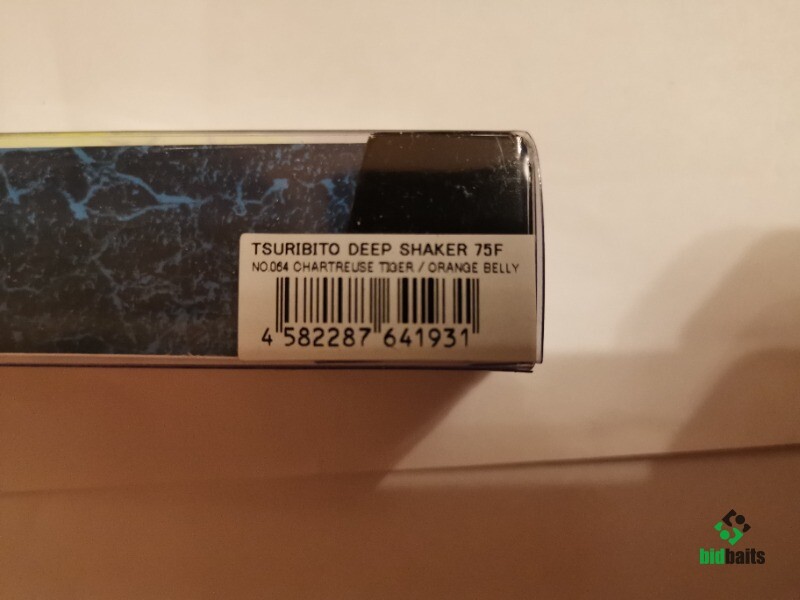 TSURIBITO DEEP SHAKER 75F
NO.064 CHARTREUSE TIGER / ORANGE BELLY
4 582287 641931
bidbaits